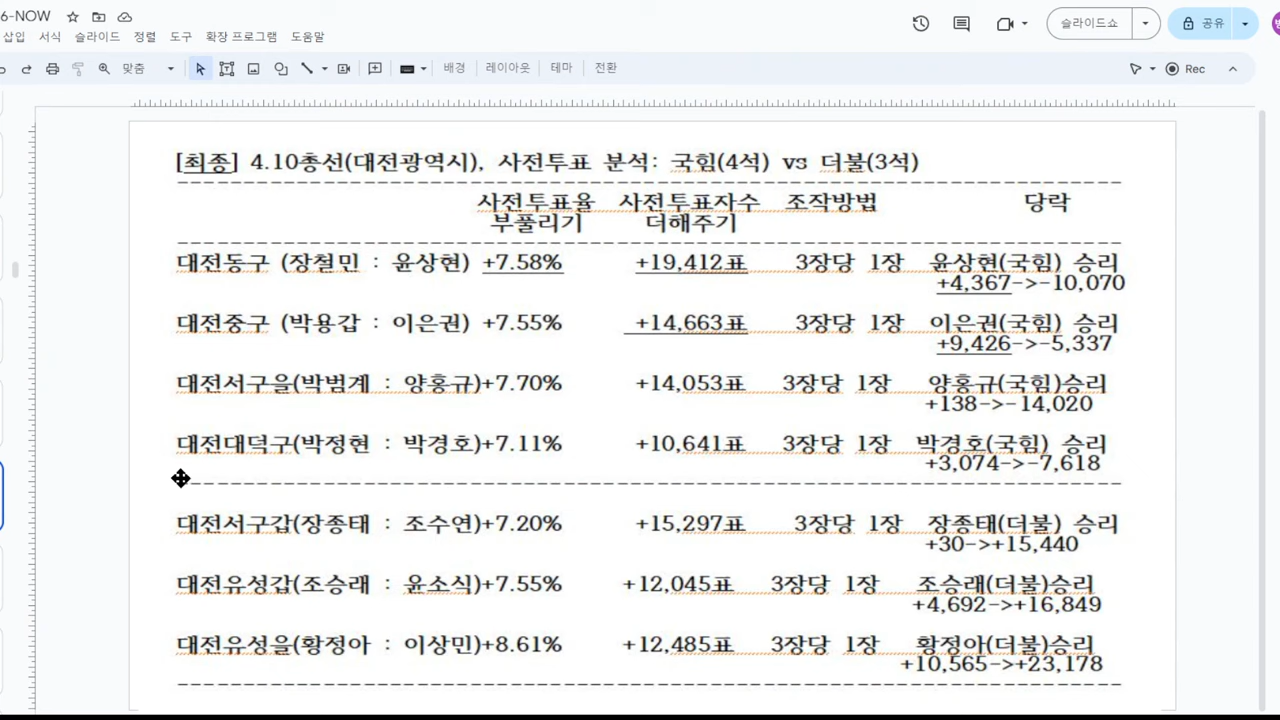 6-NOW
삽입 서식 슬라이드 정렬 도구 확장 프로그램 도움말
슬라이드쇼 공유
맞춤 배경 레이아웃 테마 전환 Rec
[최종] 4.10총선(대전광역시), 사전투표 분석: 국힘(4석) vs 더불(3석)
사전투표율 사전투표자수 조작방법 당락
부풀리기 더해주기
대전동구 (장철민 : 윤상현) +7.58% +19,412표 3장당 1장 윤상현(국힘) 승리
+4,367->-10,070
대전중구 (박용갑 : 이은권) +7.55% +14,663표 3장당 1장 이은권(국힘) 승리
+9,426->-5,337
대전서구을(박범계 : 양홍규)+7.70% +14,053표 3장당 1장 양홍규(국힘)승리
+138->-14,020
대전대덕구(박정현 : 박경호)+7.11% +10,641표 3장당 1장 박경호(국힘) 승리
+3,074->-7,618
대전서구갑(장종태 : 조수연)+7.20% +15,297표 3장당 1장 장종태(더불) 승리
+30->+15,440
대전유성갑(조승래 : 윤소식)+7.55% +12,045표 3장당 1장 조승래(더불)승리
+4,692->+16,849
대전유성을(황정아 : 이상민)+8.61% +12,485표 3장당 1장 황정아(더불)승리
+10,565->+23,178